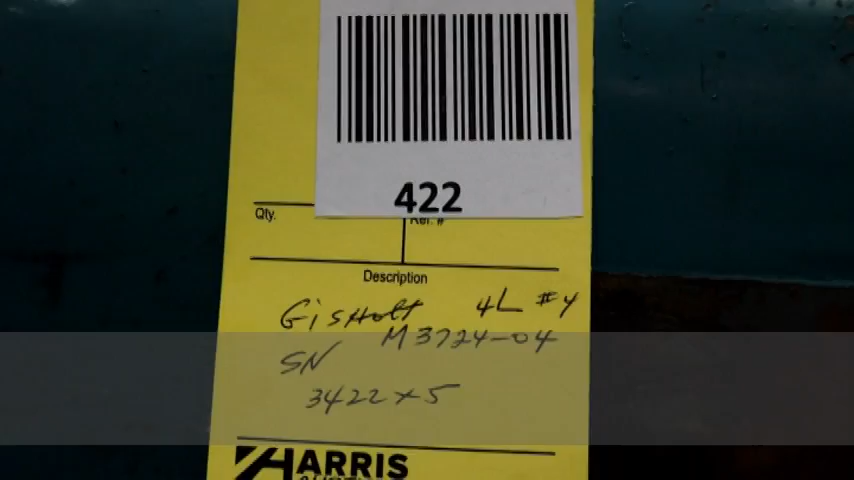 422
Qty.
Ref. #
Description
Gisholt 4L #4
M3724-04
SN
3422x5
HARRIS